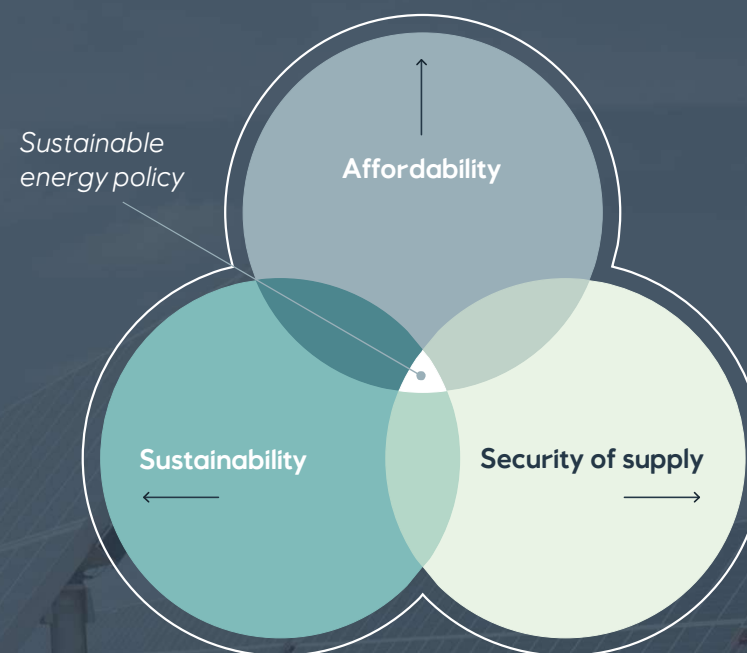 Sustainable
energy policy
Affordability
Sustainability
Security of supply